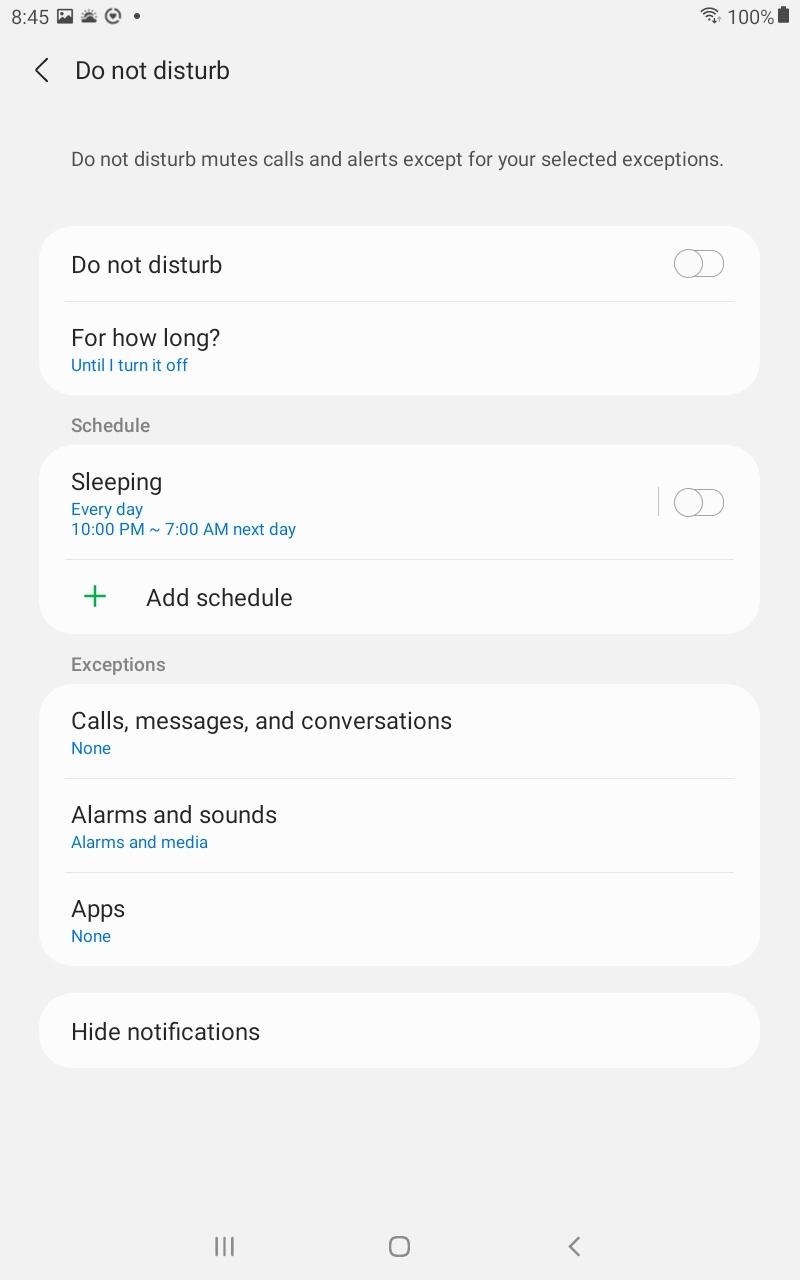 8:45 100%
Do not disturb
Do not disturb mutes calls and alerts except for your selected exceptions.
Do not disturb
For how long?
Until I turn it off
Schedule
Sleeping
Every day
10:00 PM ~ 7:00 AM next day
Add schedule
Exceptions
Calls, messages, and conversations
None
Alarms and sounds
Alarms and media
Apps
None
Hide notifications